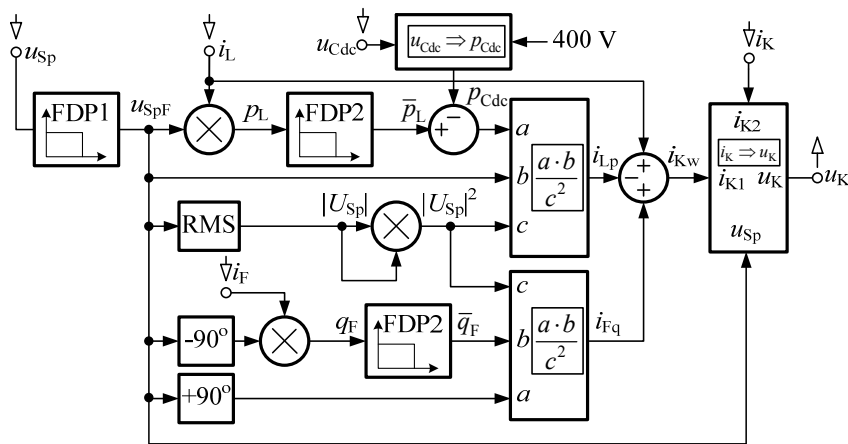 u_Sp
i_L
u_Cdc
u_Cdc ⇒ p_Cdc
400 V
i_K
FDP1
u_SpF
p_L
FDP2
p̅_L
p_Cdc
+ −
a
b
c
a·b
c²
i_Lp
−
+
+
i_Kw
i_K2
i_K ⇒ u_K
i_K1
u_K
u_Sp
u_K
RMS
|U_Sp|
|U_Sp|²
i_F
-90°
q_F
FDP2
q̅_F
c
b
a
a·b
c²
i_Fq
+90°